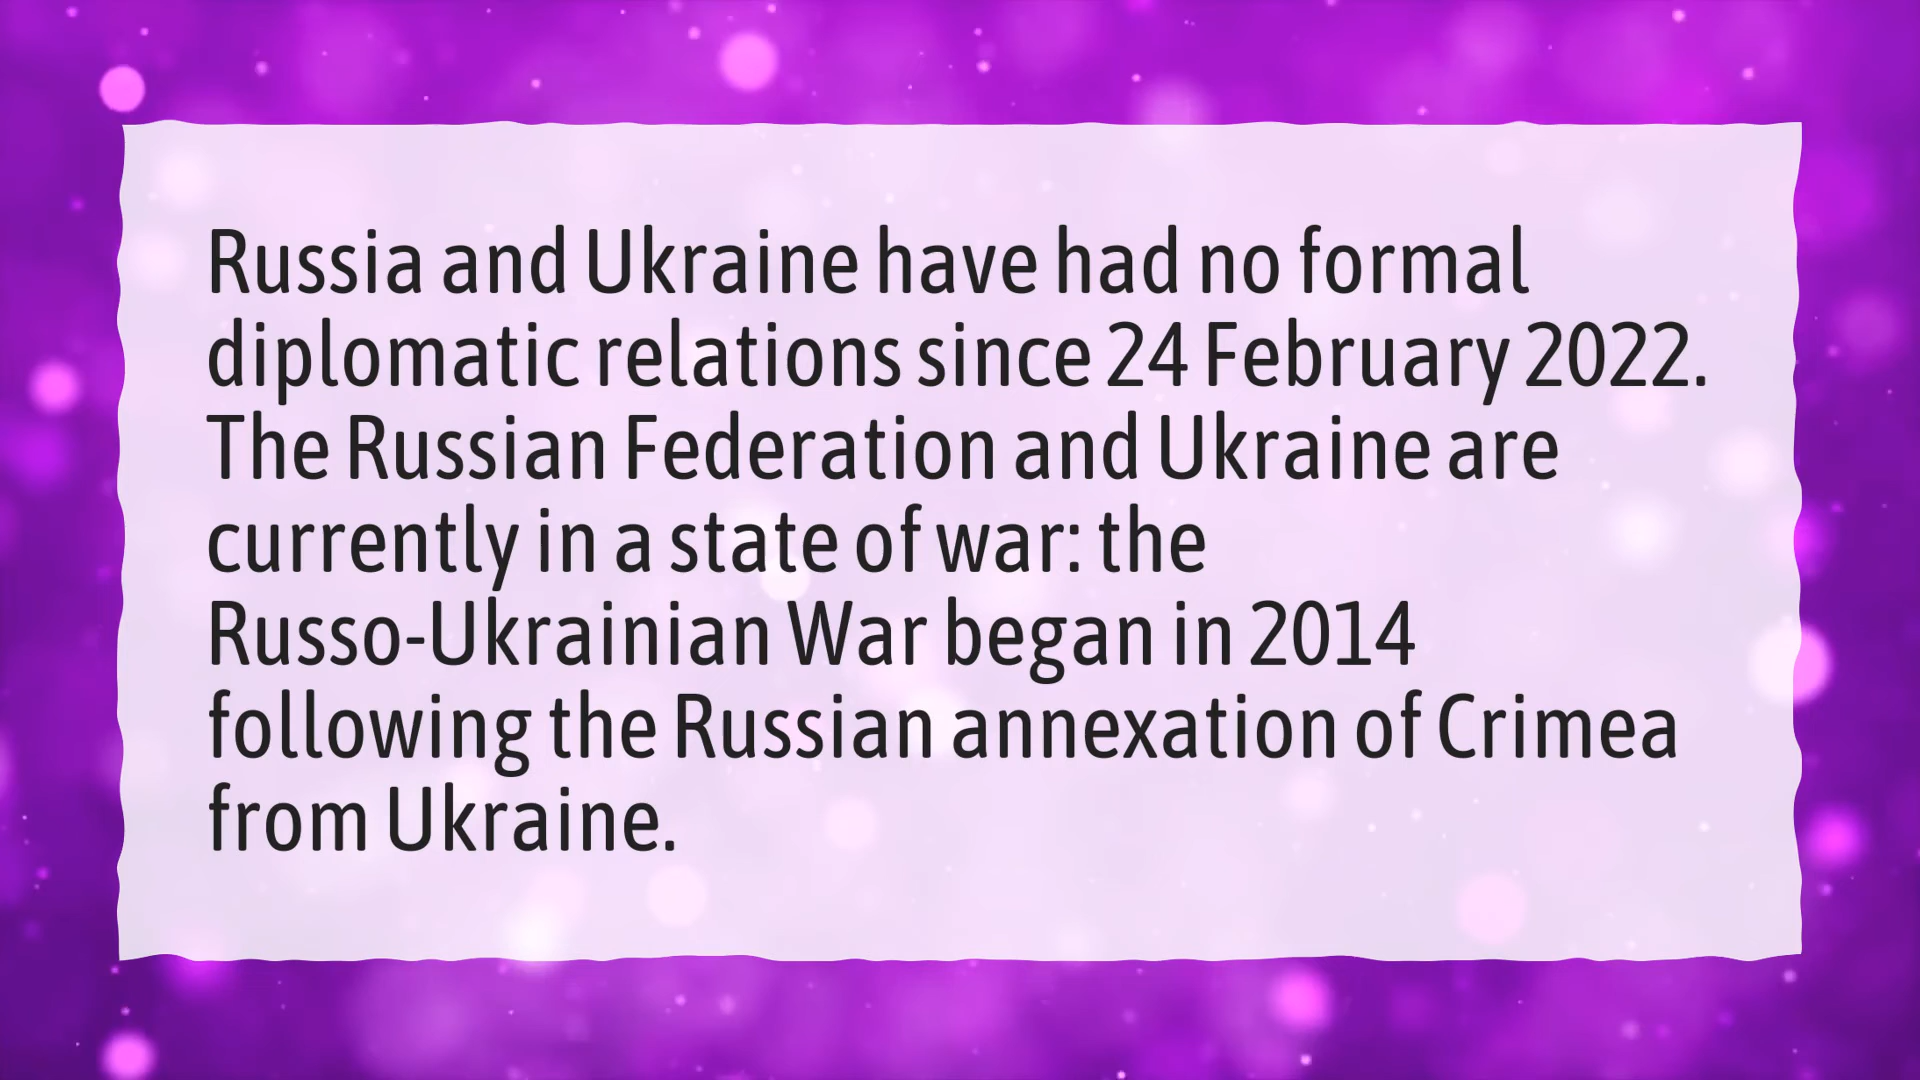 Russia and Ukraine have had no formal
diplomatic relations since 24 February 2022.
The Russian Federation and Ukraine are
currently in a state of war: the
Russo-Ukrainian War began in 2014
following the Russian annexation of Crimea
from Ukraine.